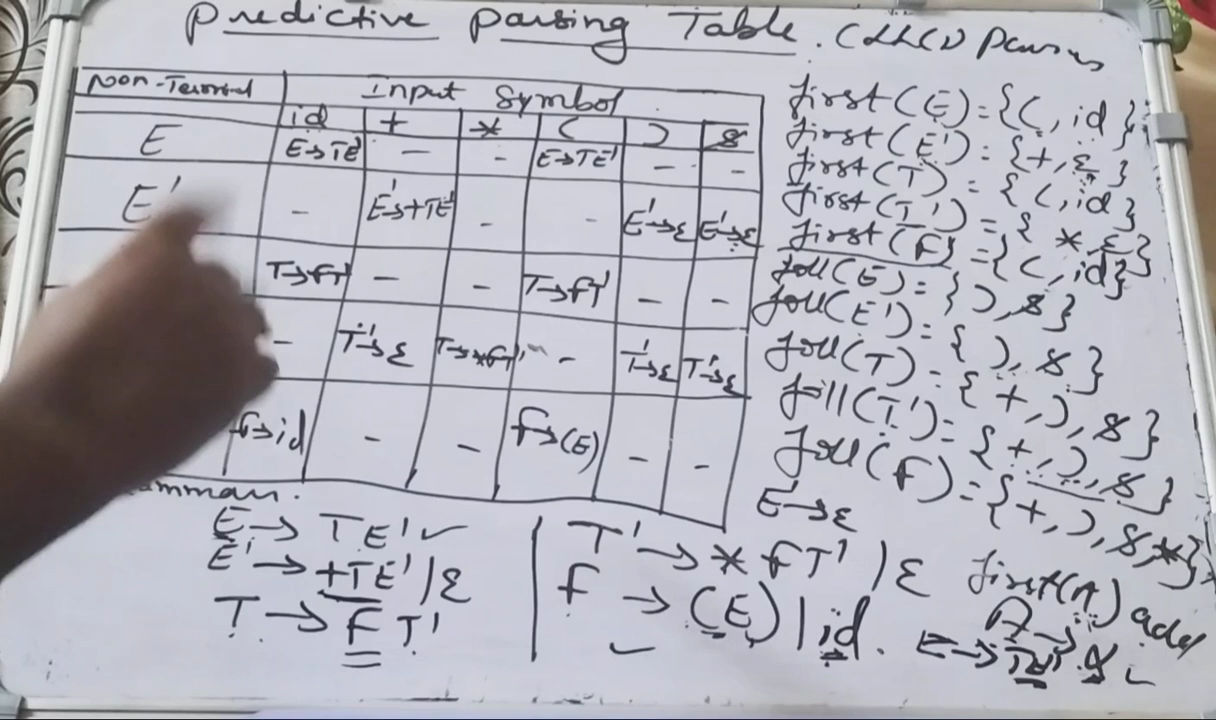 Predictive Parsing Table. (LL(1) Parser
Non-Terminal Input Symbol
id + * ( ) $
E E→TE' - - E→TE' - -
E' - E'→+TE' - - E'→ε E'→ε
T→FT' - - T→FT' - -
- T'→ε T'→*FT' - T'→ε T'→ε
F→id - - F→(E) - -
first(E)={(, id}
first(E')={+, ε}
first(T)={(, id}
first(T')={*, ε}
first(F)={(, id}
foll(E)={ ), $}
foll(E')={ ), $}
foll(T)={+, ), $}
foll(T')={+, ), $}
foll(F)={+, ), $, *}
E'→ε
E→TE' ✓
E'→+TE'/ε
T→FT'
T'→*FT' /ε
F→(E) | id.
first(A) add
A→
E→TE'